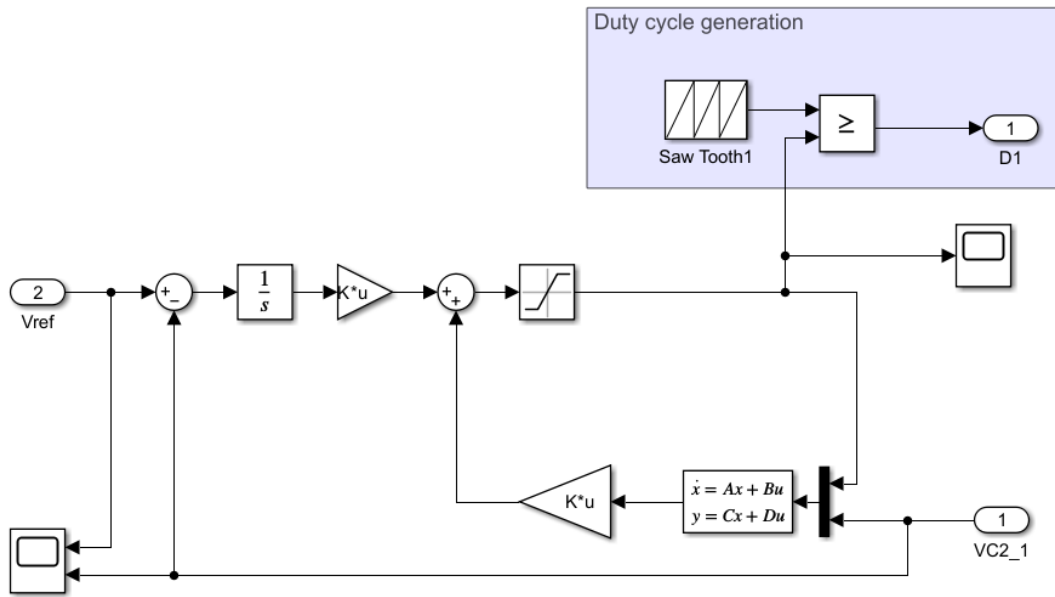 Duty cycle generation
Saw Tooth1
≥
1
D1
2
Vref
+
−
1
s
K*u
+
+
K*u
ẋ = Ax + Bu
y = Cx + Du
1
VC2_1